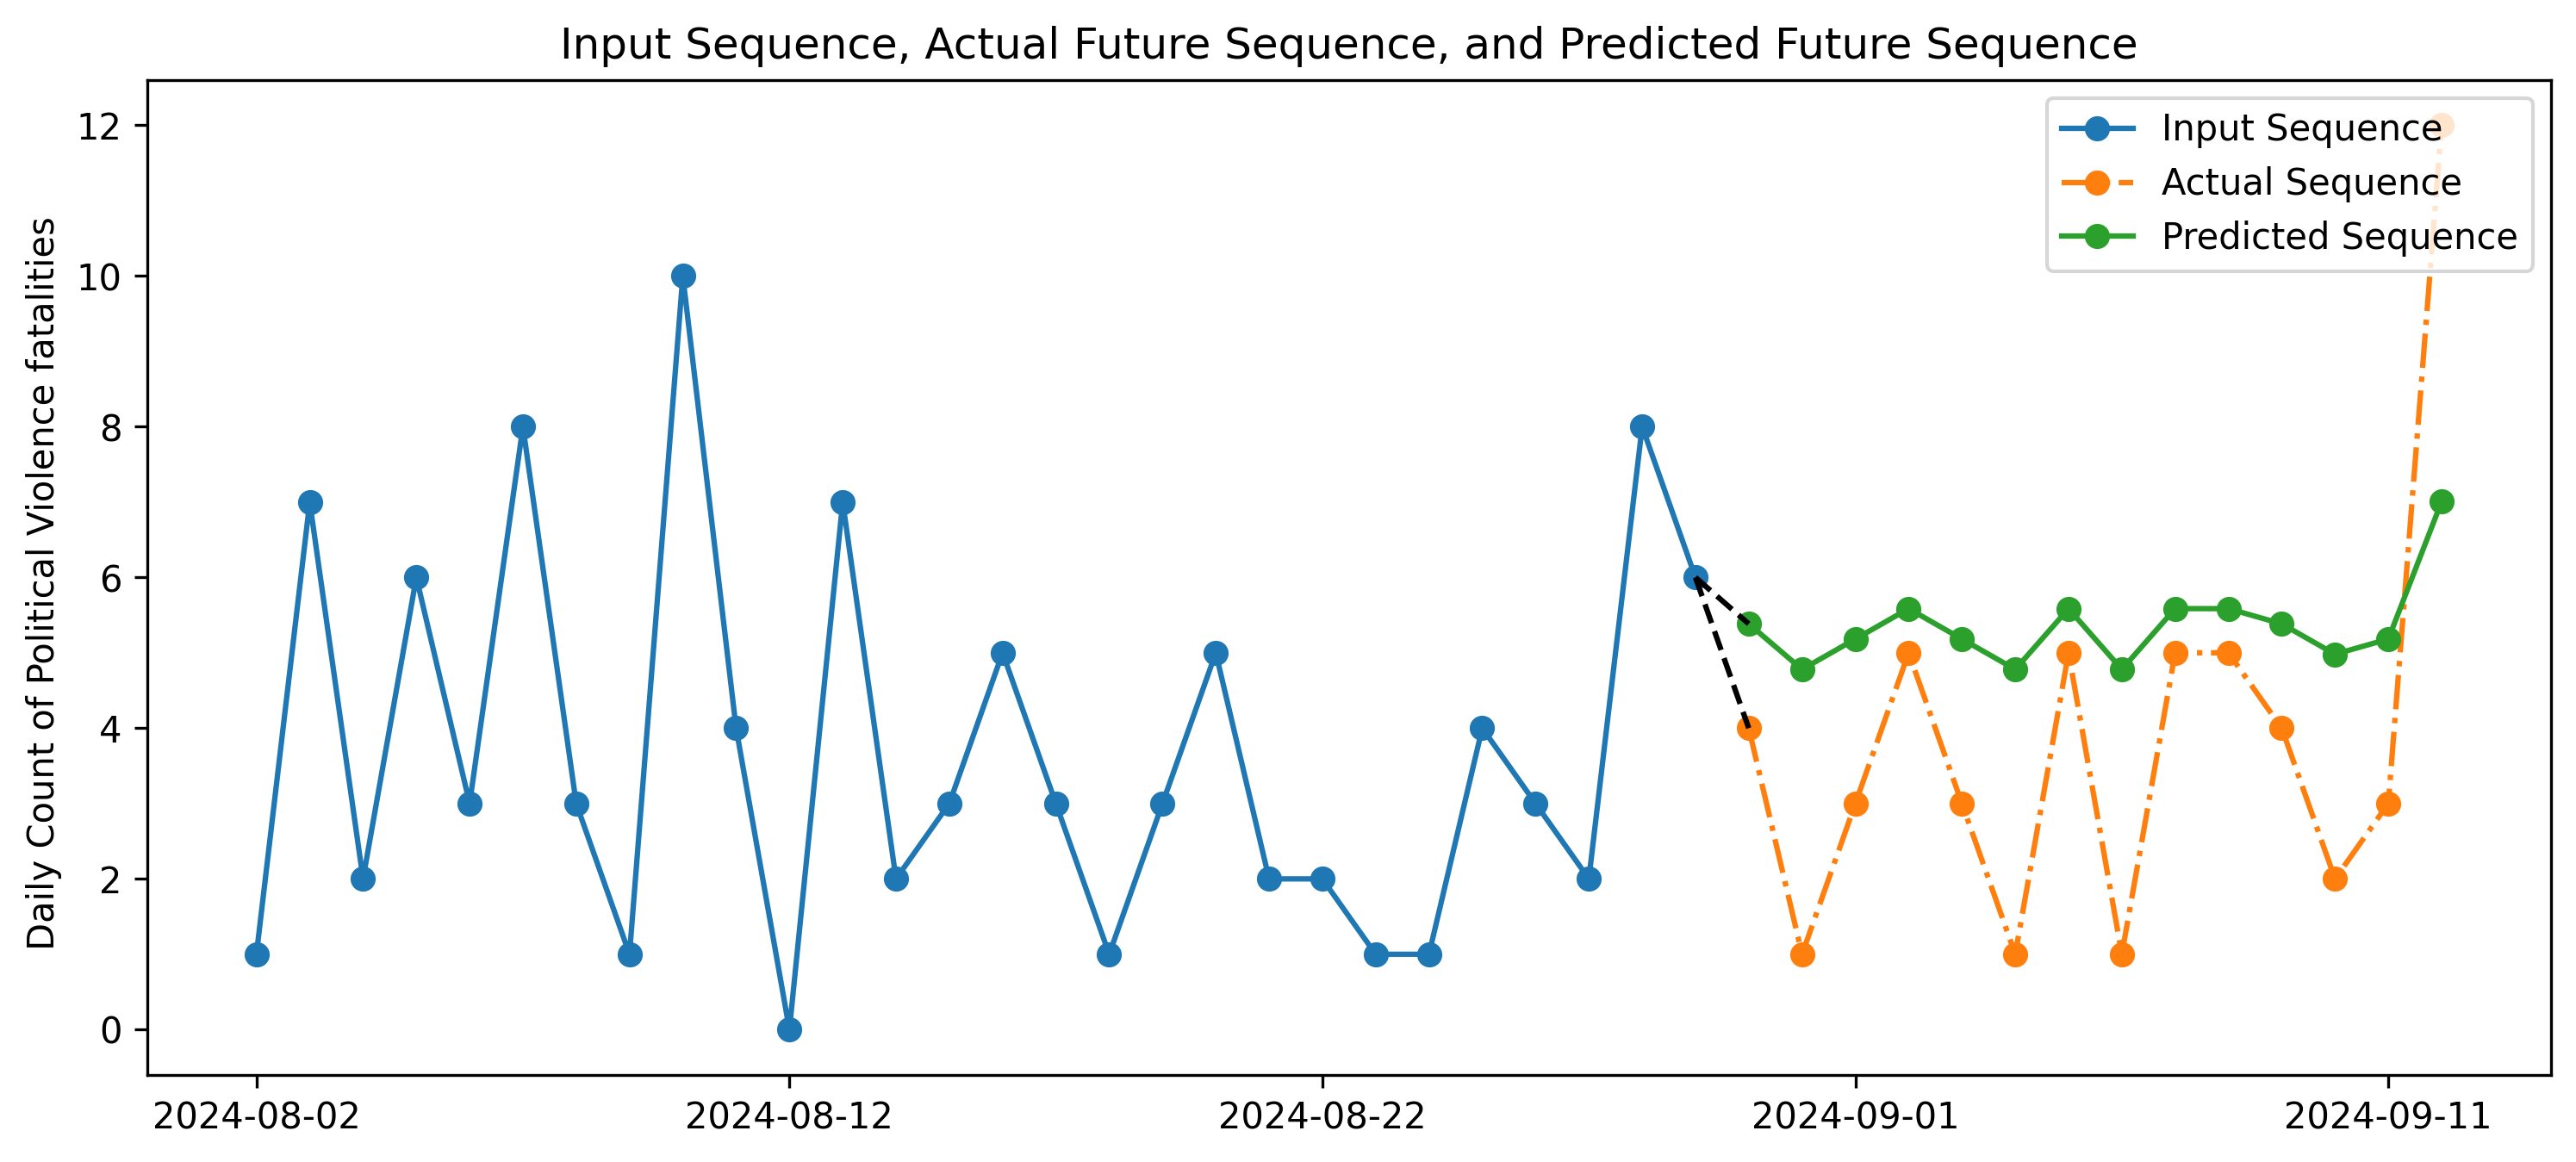 Input Sequence, Actual Future Sequence, and Predicted Future Sequence
Daily Count of Political Violence fatalities
12
10
8
6
4
2
0
Input Sequence
Actual Sequence
Predicted Sequence
2024-08-02
2024-08-12
2024-08-22
2024-09-01
2024-09-11